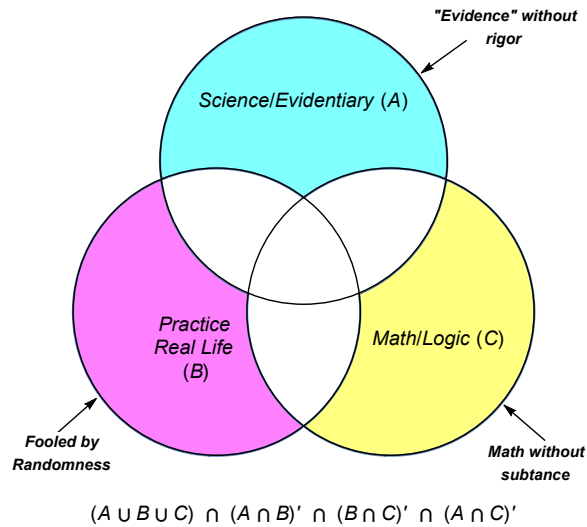 "Evidence" without
rigor
Science/Evidentiary (A)
Practice
Real Life
(B)
Math/Logic (C)
Fooled by
Randomness
Math without
subtance
(A ∪ B ∪ C) ∩ (A ∩ B)′ ∩ (B ∩ C)′ ∩ (A ∩ C)′